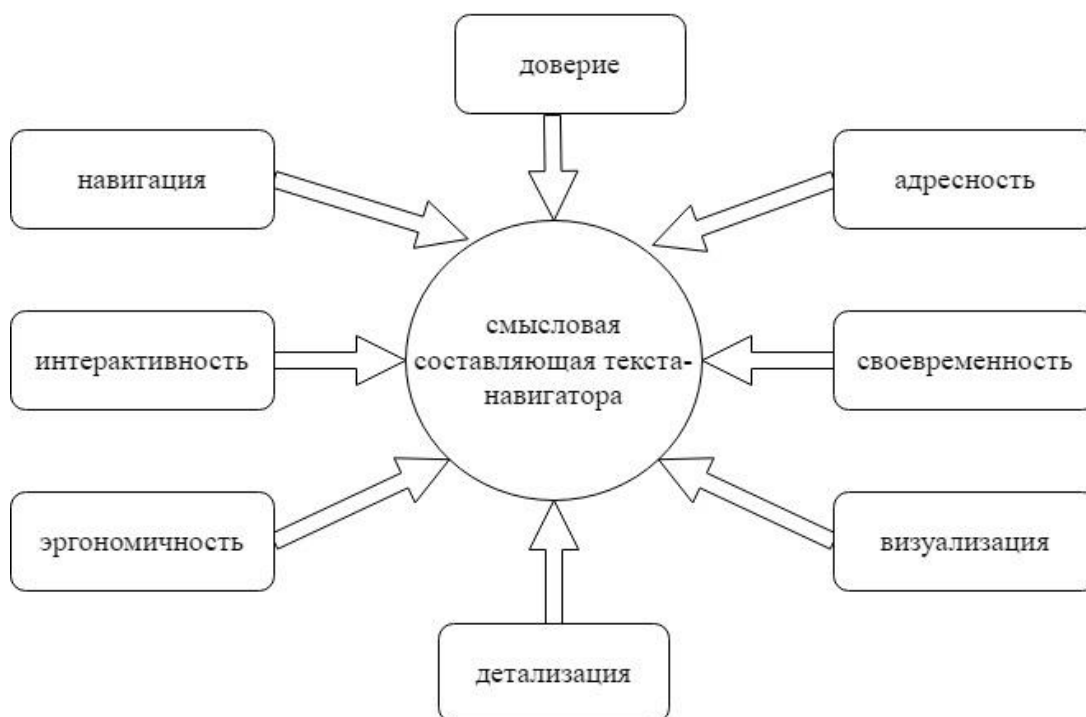 доверие
навигация
адресность
смысловая
составляющая текста-
навигатора
интерактивность
своевременность
эргономичность
визуализация
детализация